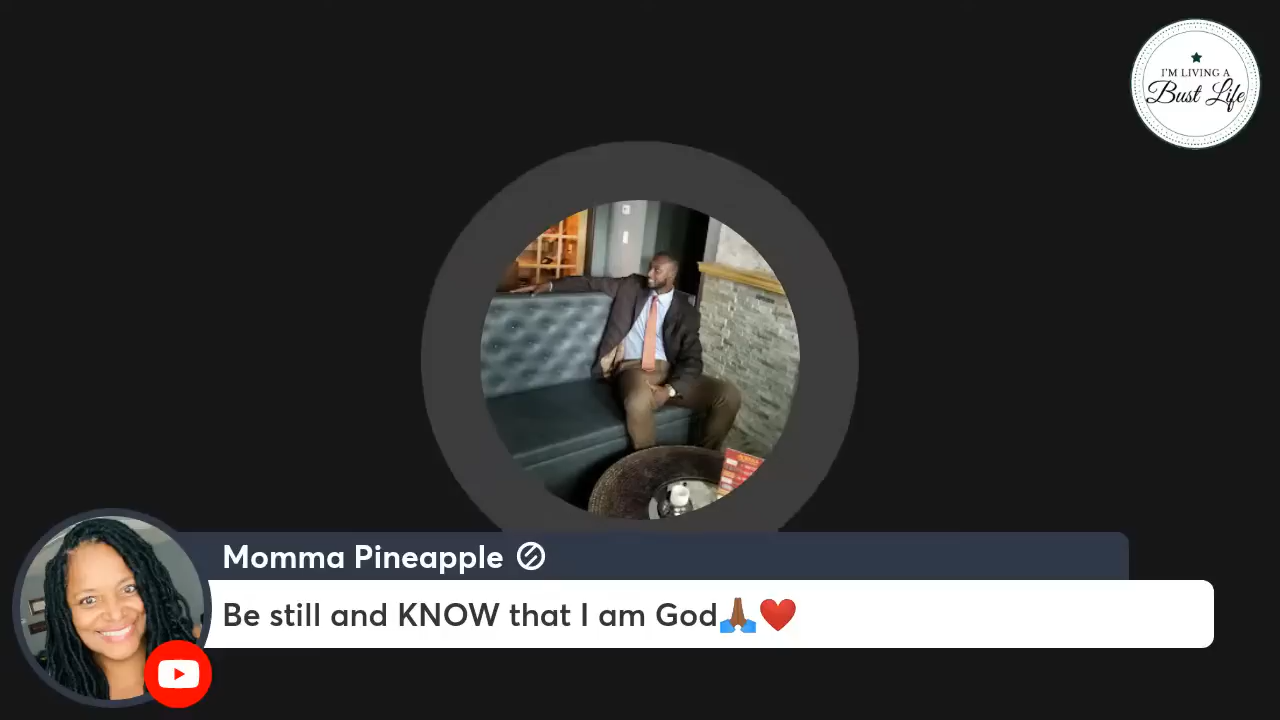 I'M LIVING A
Bust Life
Momma Pineapple
Be still and KNOW that I am God🙏🏾❤️